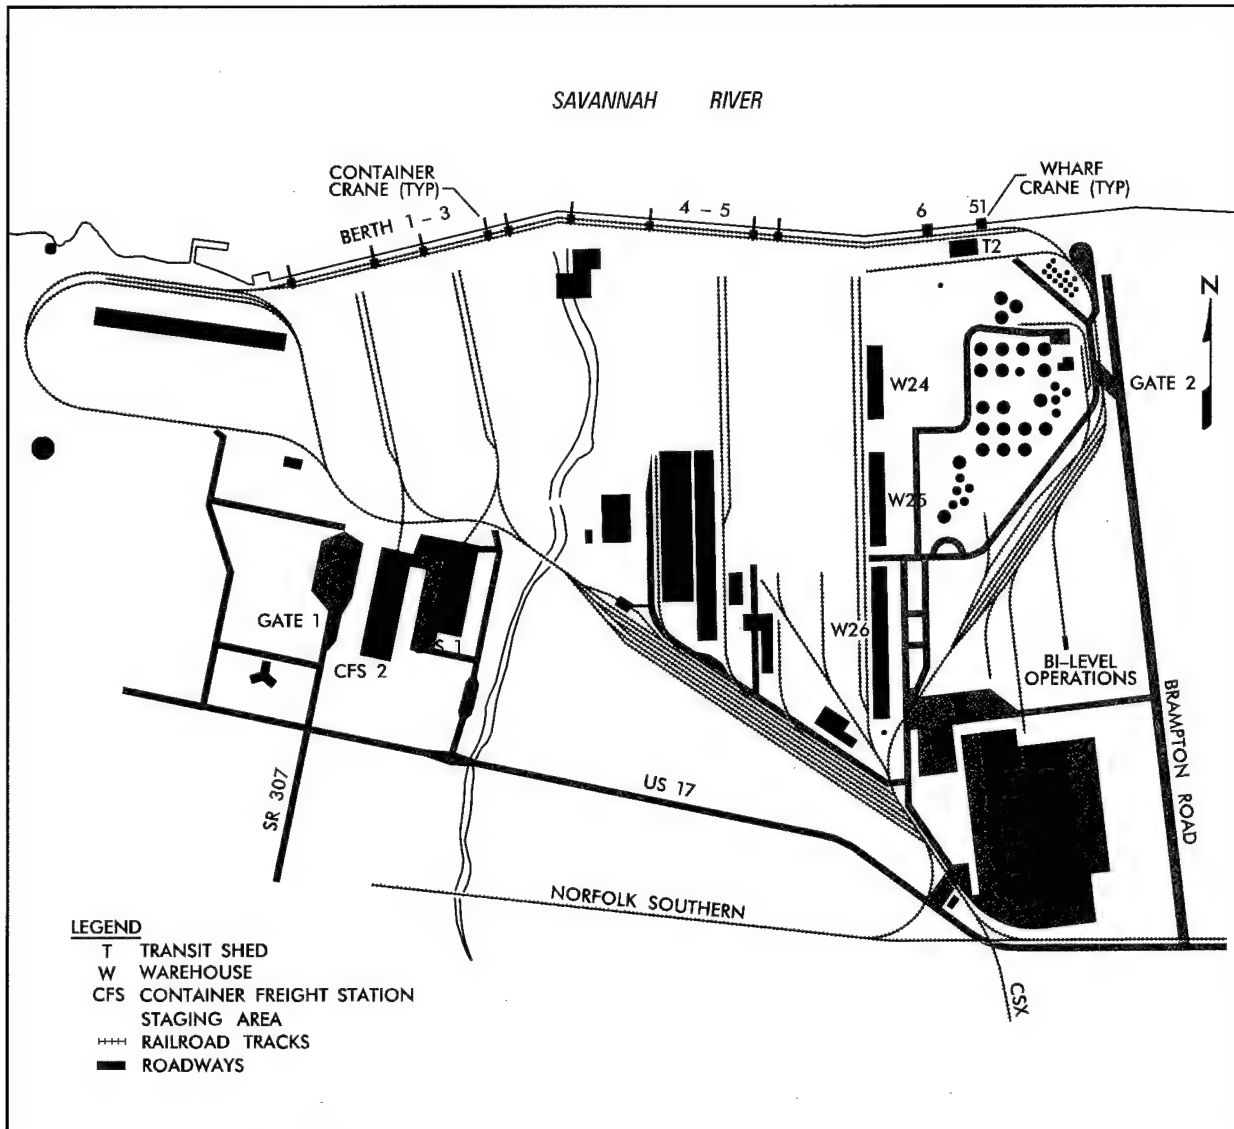 SAVANNAH RIVER
CONTAINER
CRANE (TYP)
WHARF
CRANE (TYP)
BERTH 1 – 3
4 – 5
6
51
T2
N
W24
GATE 2
W25
GATE 1
CFS 2
S 1
W26
BI–LEVEL
OPERATIONS
BRAMPTON ROAD
SR 307
US 17
NORFOLK SOUTHERN
CSX
LEGEND
T TRANSIT SHED
W WAREHOUSE
CFS CONTAINER FREIGHT STATION
STAGING AREA
RAILROAD TRACKS
ROADWAYS